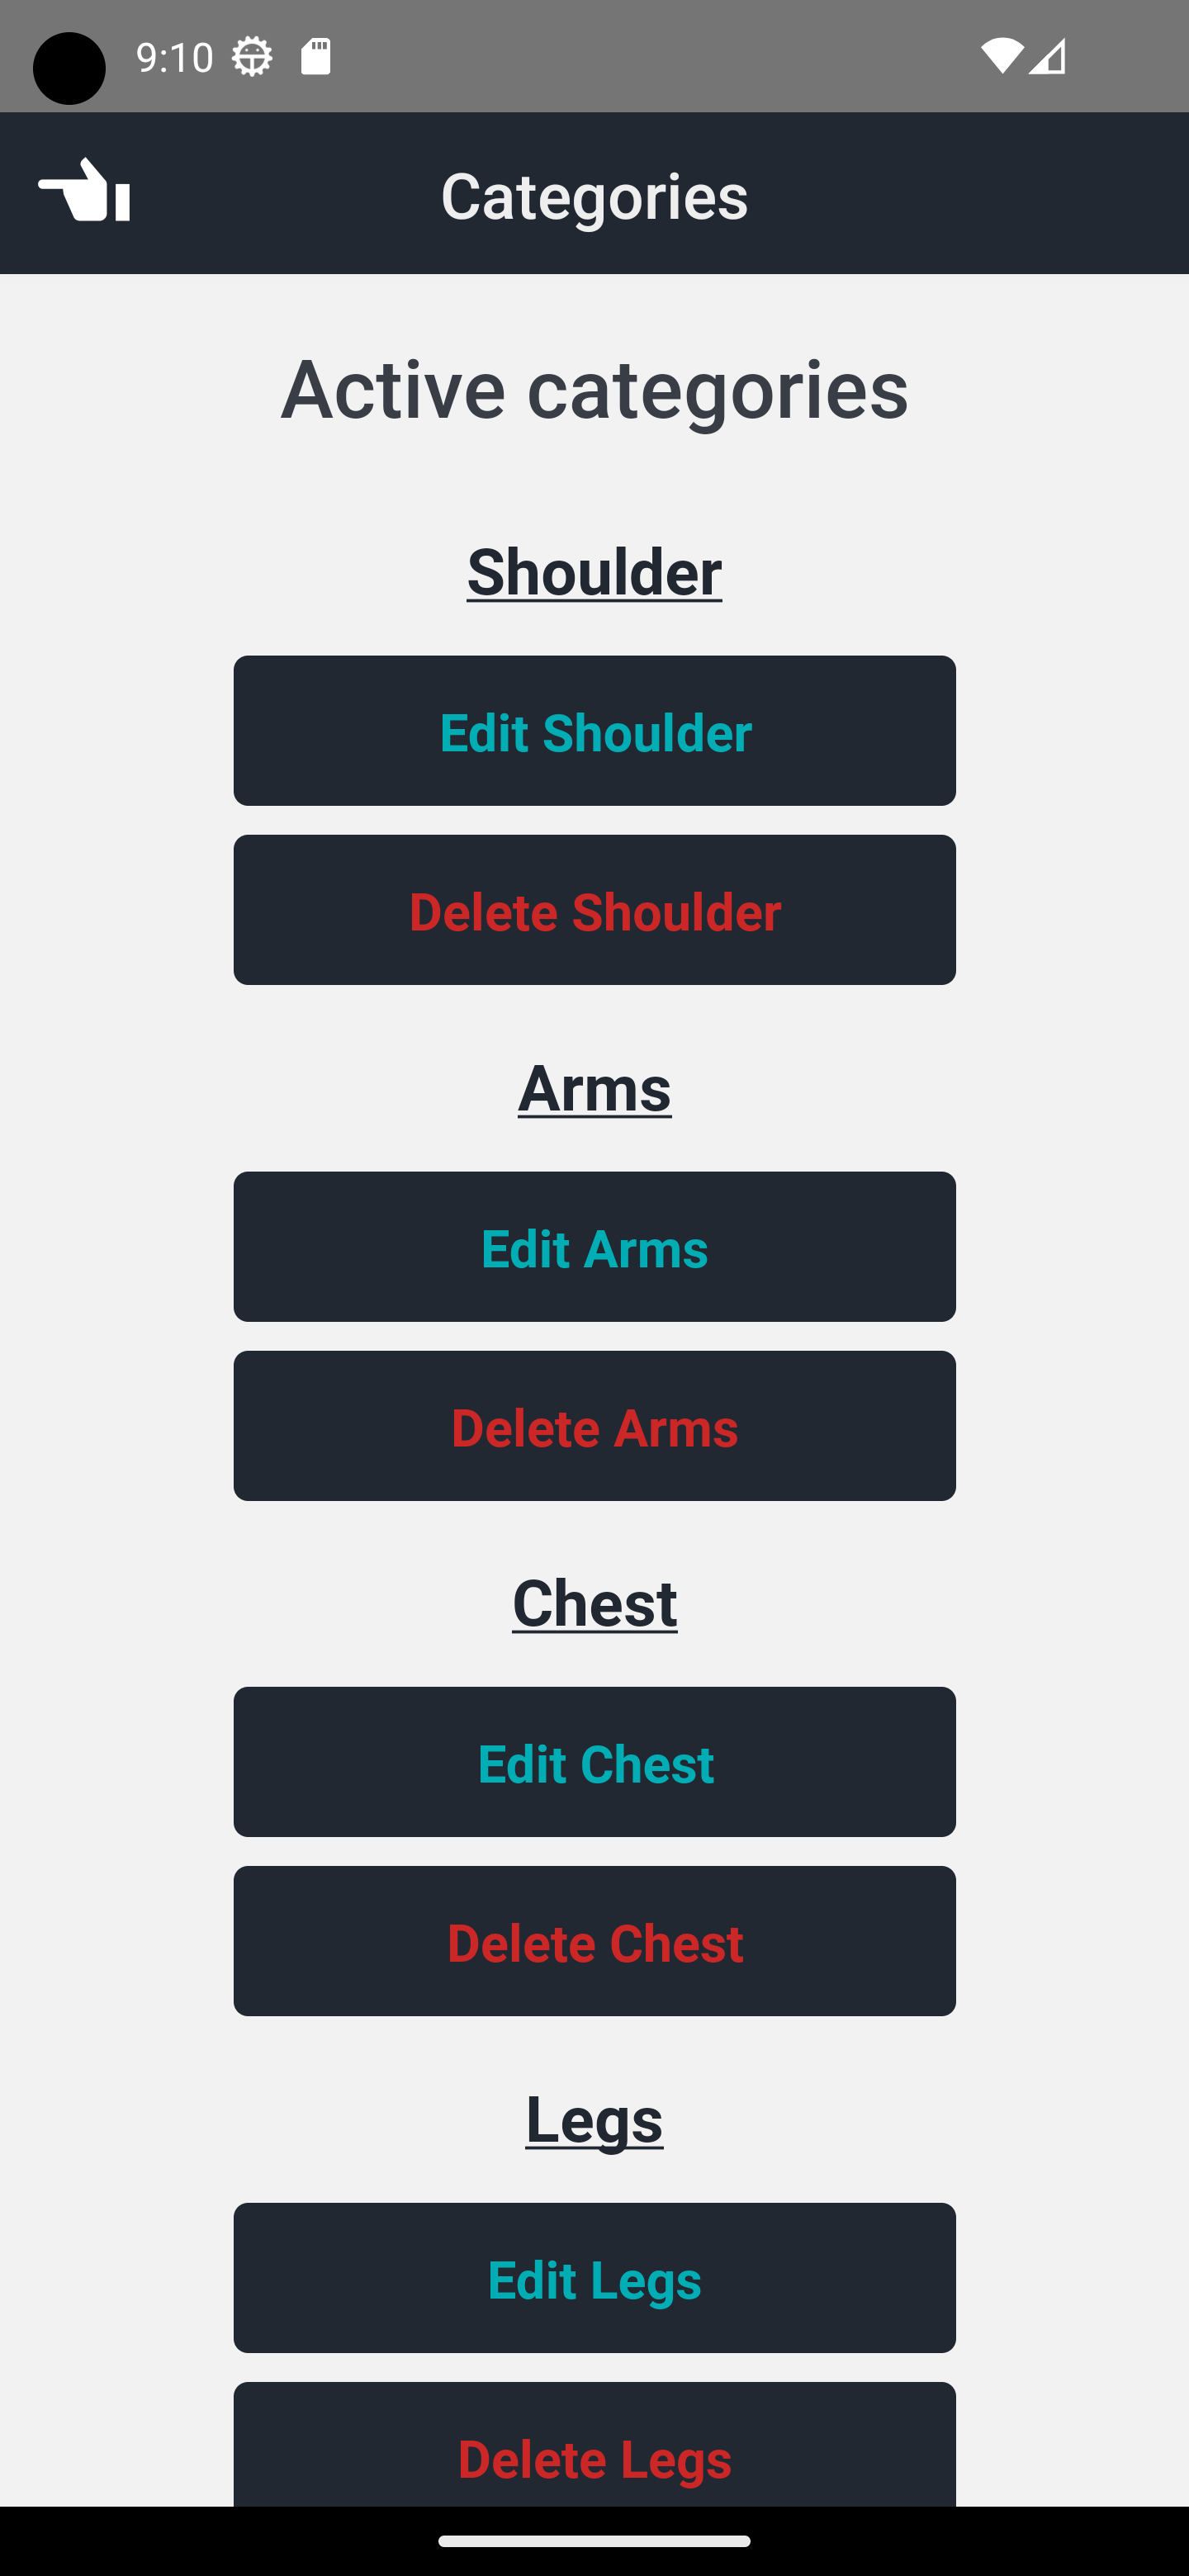 9:10
Categories
Active categories
Shoulder
Edit Shoulder
Delete Shoulder
Arms
Edit Arms
Delete Arms
Chest
Edit Chest
Delete Chest
Legs
Edit Legs
Delete Legs